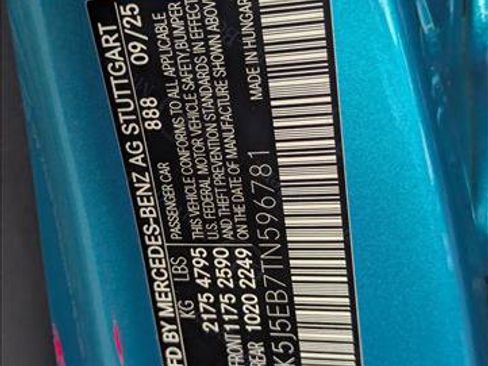 FD BY MERCEDES-BENZ AG STUTTGART
888 09/25
MADE IN HUNGAR
KG LBS PASSENGER CAR
2175 4795 THIS VEHICLE CONFORMS TO ALL APPLICABLE
FRONT 1175 2590 U.S. FEDERAL MOTOR VEHICLE SAFETY, BUMPER
REAR 1020 2249 AND THEFT PREVENTION STANDARDS IN EFFECT
ON THE DATE OF MANUFACTURE SHOWN ABOVE
K5J5EB7TN596781